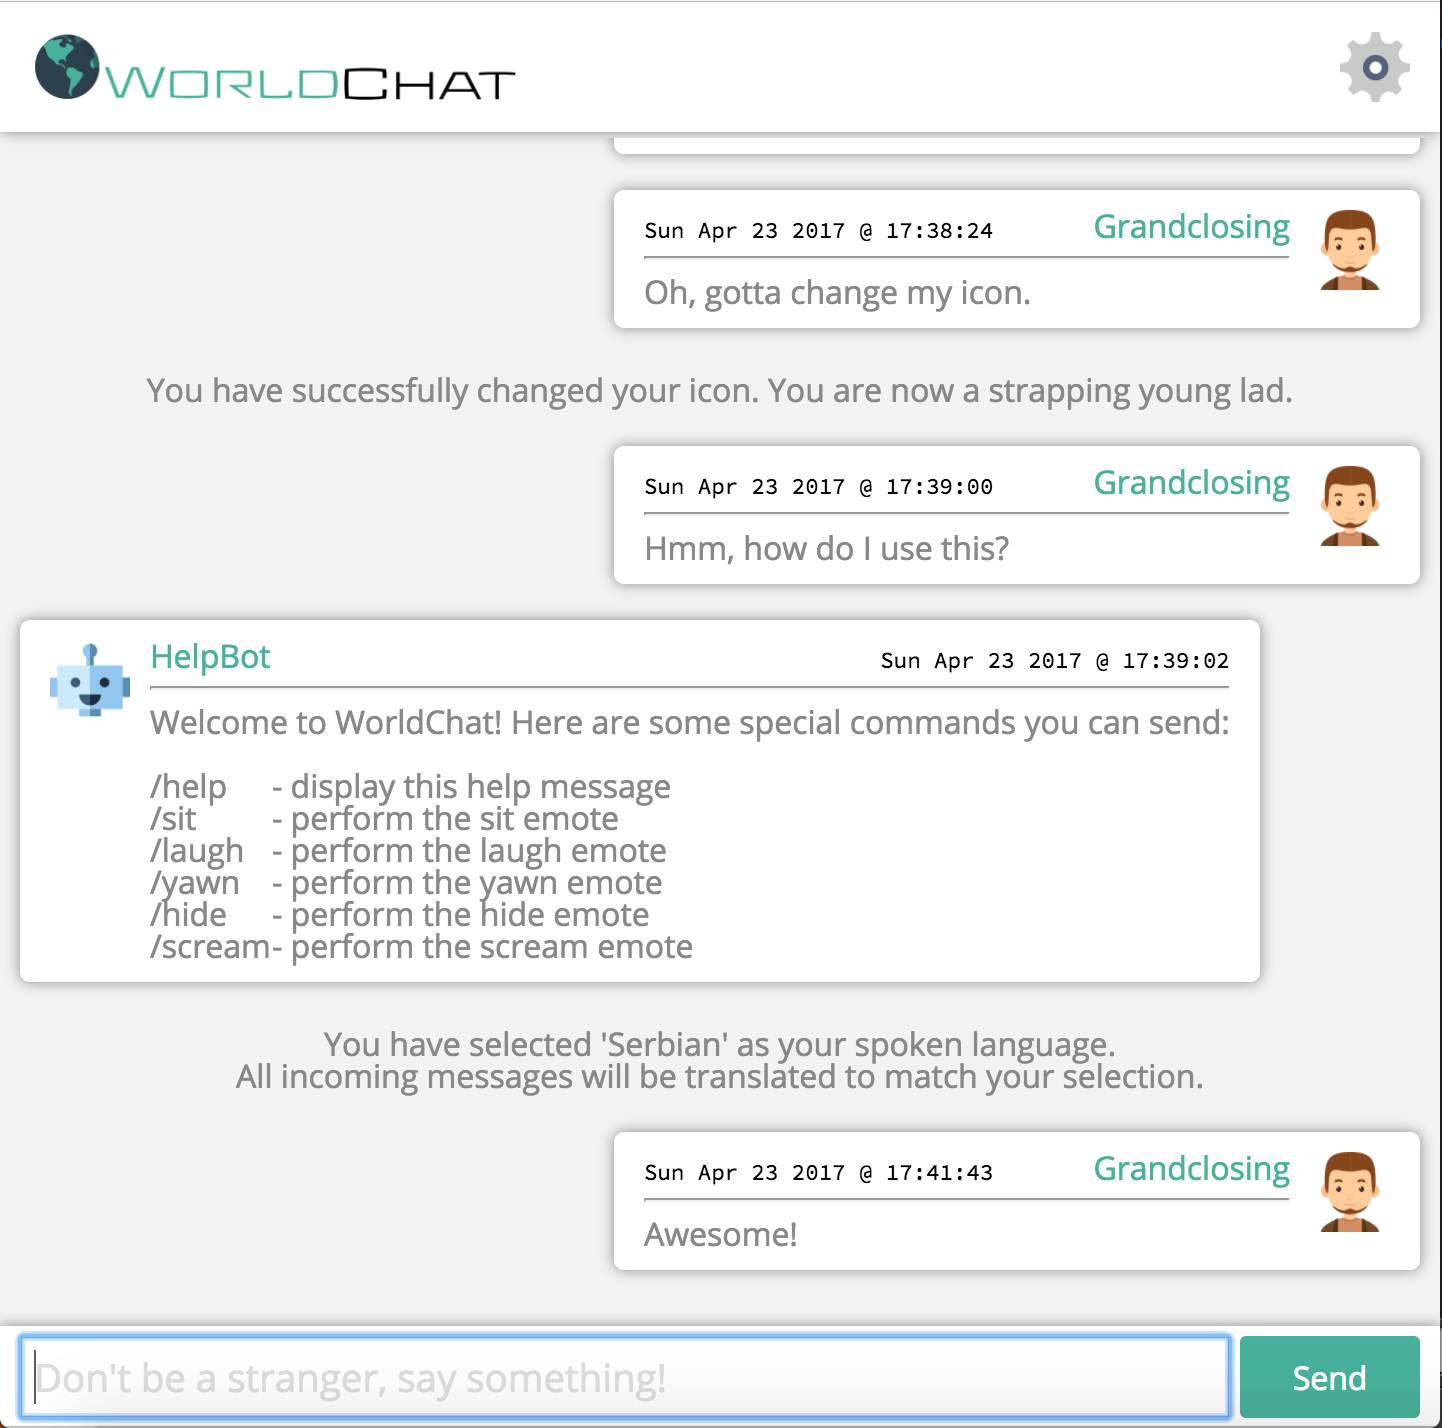 WORLDCHAT
Sun Apr 23 2017 @ 17:38:24 Grandclosing
Oh, gotta change my icon.
You have successfully changed your icon. You are now a strapping young lad.
Sun Apr 23 2017 @ 17:39:00 Grandclosing
Hmm, how do I use this?
HelpBot Sun Apr 23 2017 @ 17:39:02
Welcome to WorldChat! Here are some special commands you can send:
/help - display this help message
/sit - perform the sit emote
/laugh - perform the laugh emote
/yawn - perform the yawn emote
/hide - perform the hide emote
/scream - perform the scream emote
You have selected 'Serbian' as your spoken language.
All incoming messages will be translated to match your selection.
Sun Apr 23 2017 @ 17:41:43 Grandclosing
Awesome!
Don't be a stranger, say something! Send